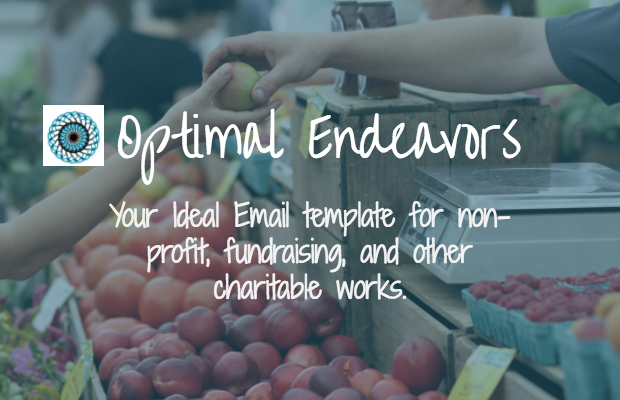 Optimal Endeavors
Your Ideal Email template for non-
profit, fundraising, and other
charitable works.